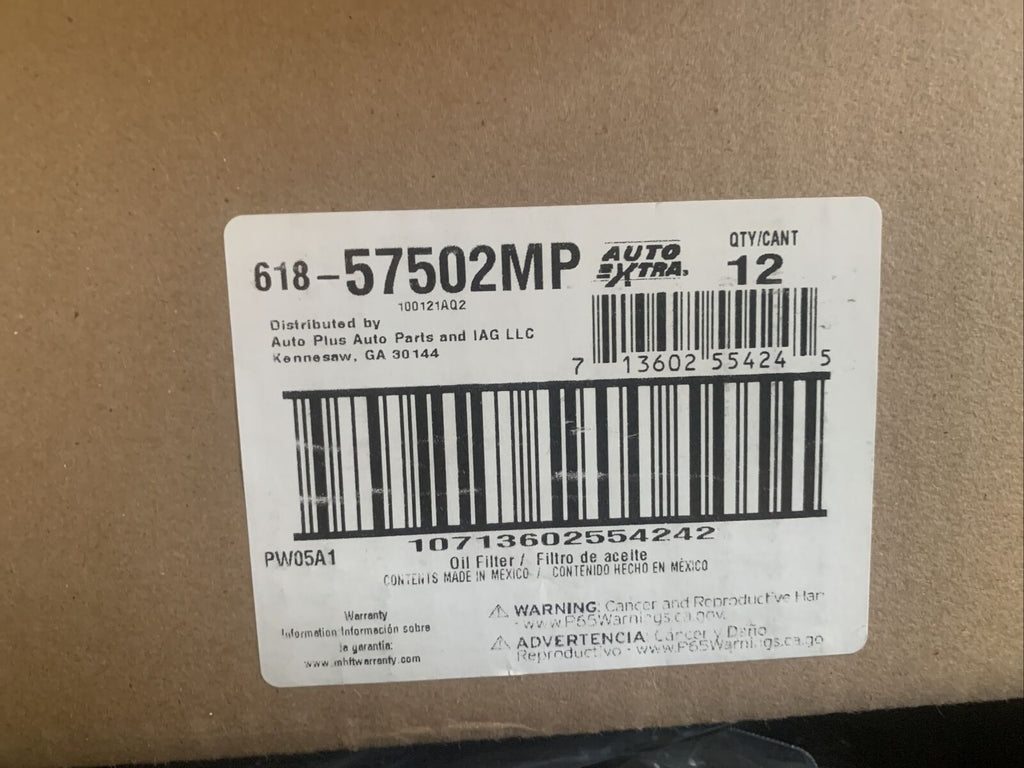 618-57502MP
AUTO EXTRA®
QTY/CANT
12
100121AQ2
Distributed by
Auto Plus Auto Parts and IAG LLC
Kennesaw, GA 30144
7 13602 55424 5
10713602554242
PW05A1
Oil Filter / Filtro de aceite
CONTENTS MADE IN MEXICO / CONTENIDO HECHO EN MÉXICO
Warranty
Information/Información sobre
la garantía:
www.mhftwarranty.com
⚠ WARNING: Cancer and Reproductive Har
- www.P65Warnings.ca.gov.
⚠ ADVERTENCIA Cáncer y Daño
Reproductivo - www.P65Warnings.ca.go